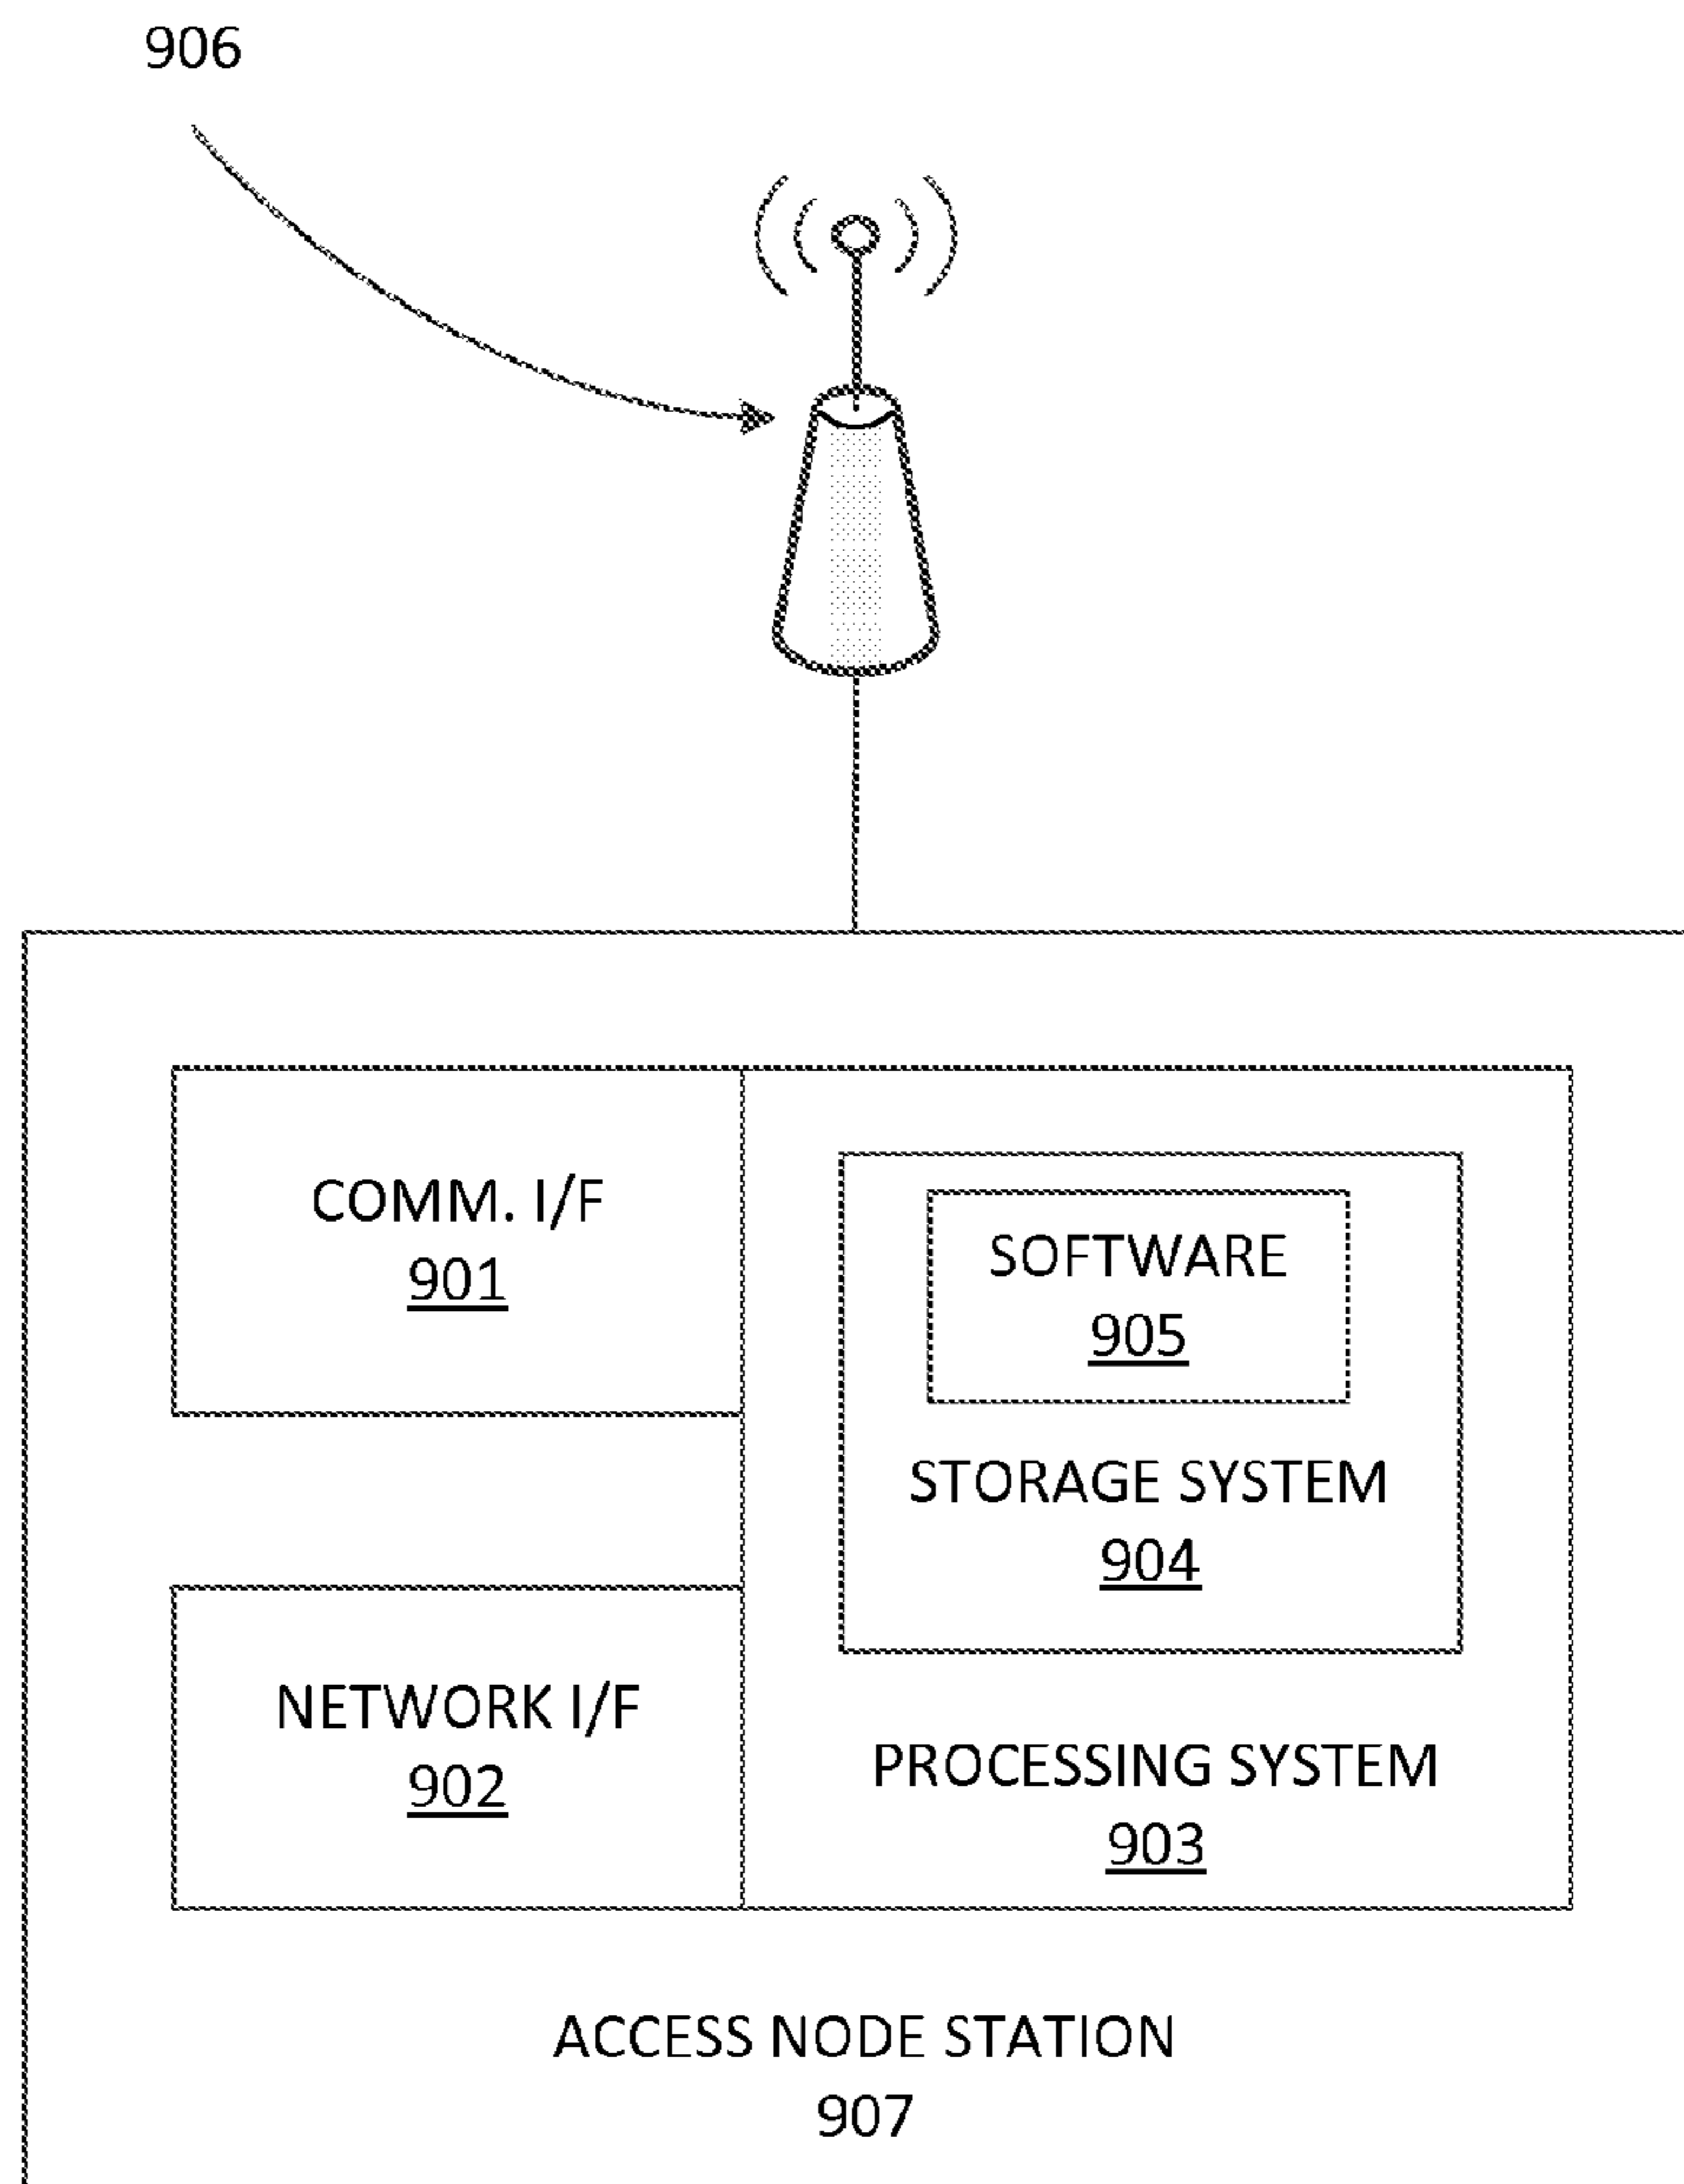 906
COMM. I/F
901
SOFTWARE
905
STORAGE SYSTEM
904
NETWORK I/F
902
PROCESSING SYSTEM
903
ACCESS NODE STATION
907